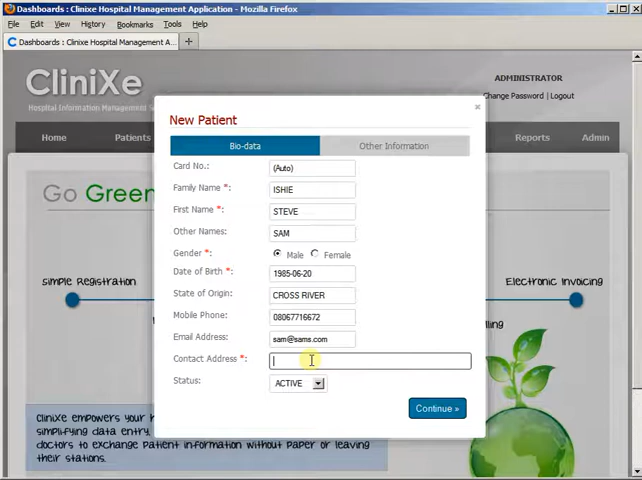 Dashboards : Clinixe Hospital Management Application - Mozilla Firefox
File Edit View History Bookmarks Tools Help
Dashboards : Clinixe Hospital Management A...
CliniXe
Hospital Information Management S
ADMINISTRATOR
Change Password | Logout
Home Patients Reports Admin
New Patient
Bio-data Other Information
Card No.: (Auto)
Family Name *: ISHIE
First Name *: STEVE
Other Names: SAM
Gender *: Male Female
Date of Birth *: 1985-06-20
State of Origin: CROSS RIVER
Mobile Phone: 08067716672
Email Address: sam@sams.com
Contact Address *:
Status: ACTIVE
Continue »
Go Green
Simple Registration
Electronic Invoicing
CliniXe empowers your h
simplifying data entry,
doctors to exchange Patient information without Paper or leaving
their stations.